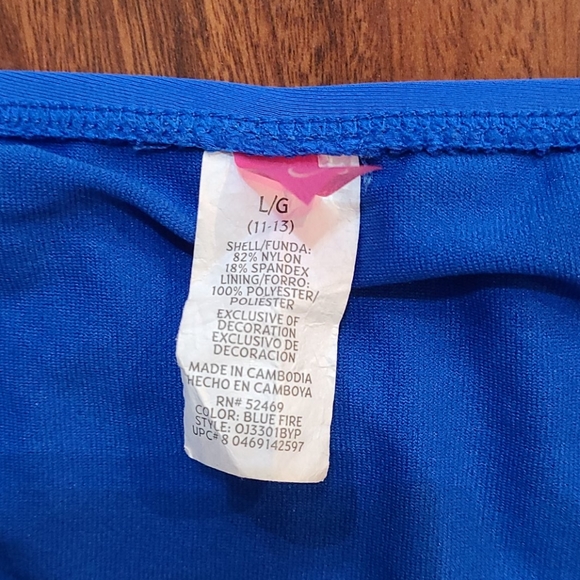 L/G
(11-13)
SHELL/FUNDA:
82% NYLON
18% SPANDEX
LINING/FORRO:
100% POLYESTER/
POLIESTER
EXCLUSIVE OF
DECORATION
EXCLUSIVO DE
DECORACION
MADE IN CAMBODIA
HECHO EN CAMBOYA
RN# 52469
COLOR: BLUE FIRE
STYLE: OJ3301BYP
UPC# 8 0469142597